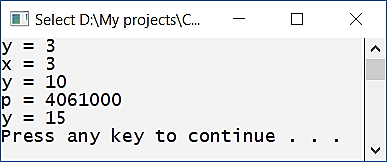 Select D:\My projects\C...
y = 3
x = 3
y = 10
p = 4061000
y = 15
Press any key to continue . . .